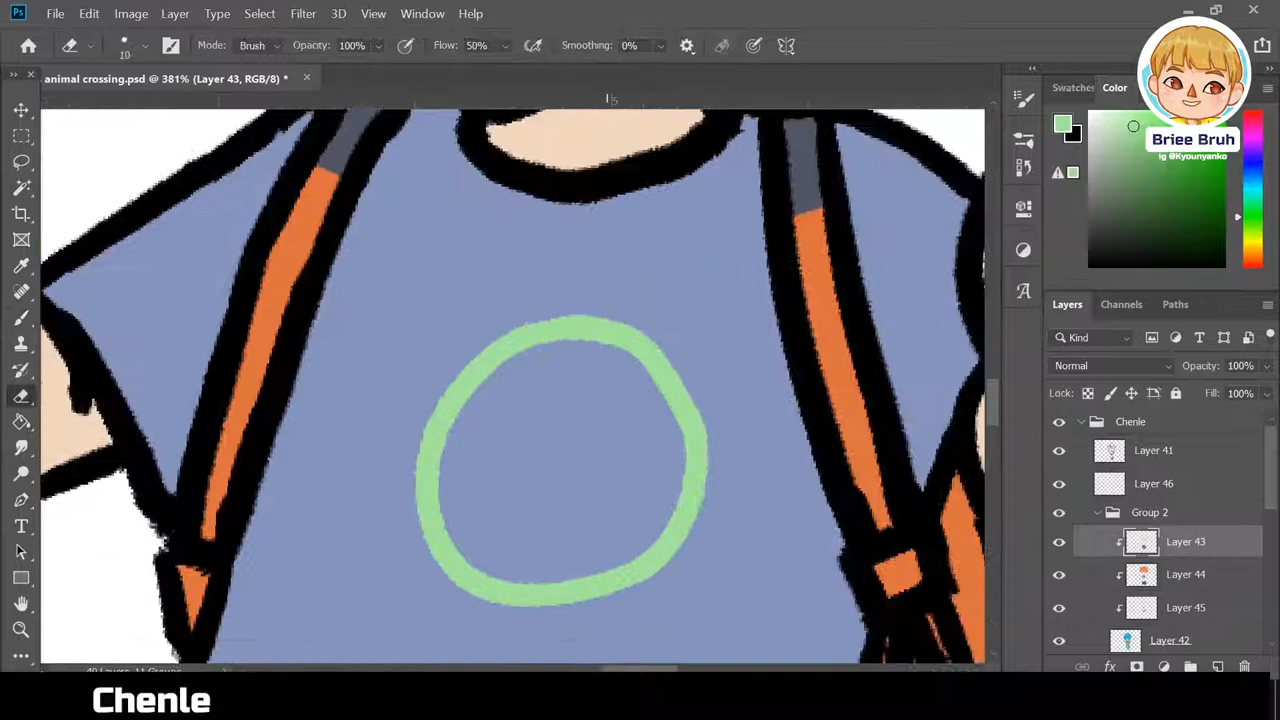 Ps File Edit Image Layer Type Select Filter 3D View Window Help
10 Mode: Brush Opacity: 100% Flow: 50% Smoothing: 0%
animal crossing.psd @ 381% (Layer 43, RGB/8) *
5
Swatches Color
Briee Bruh
ig @Kyounyanko
A
Layers Channels Paths
Kind
Normal Opacity: 100%
Lock: Fill: 100%
Chenle
Layer 41
Layer 46
Group 2
Layer 43
Layer 44
Layer 45
Layer 42
fx
Chenle